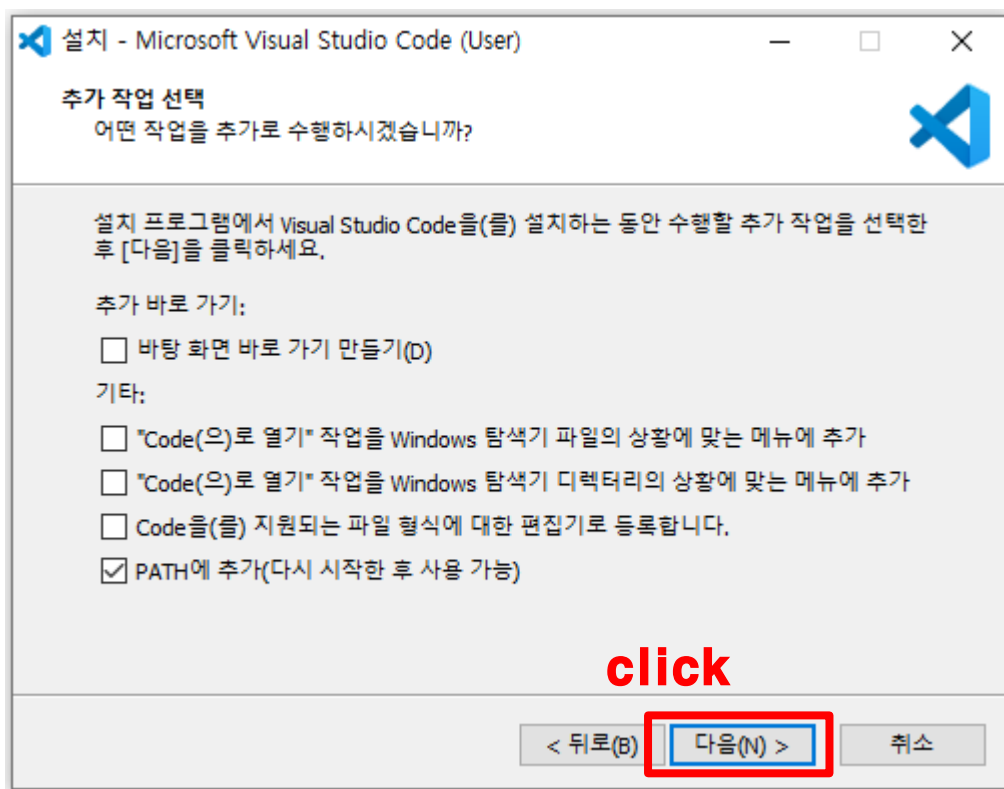 설치 - Microsoft Visual Studio Code (User)
추가 작업 선택
어떤 작업을 추가로 수행하시겠습니까?
설치 프로그램에서 Visual Studio Code을(를) 설치하는 동안 수행할 추가 작업을 선택한
후 [다음]을 클릭하세요.
추가 바로 가기:
바탕 화면 바로 가기 만들기(D)
기타:
"Code(으)로 열기" 작업을 Windows 탐색기 파일의 상황에 맞는 메뉴에 추가
"Code(으)로 열기" 작업을 Windows 탐색기 디렉터리의 상황에 맞는 메뉴에 추가
Code을(를) 지원되는 파일 형식에 대한 편집기로 등록합니다.
PATH에 추가(다시 시작한 후 사용 가능)
click
< 뒤로(B) 다음(N) > 취소